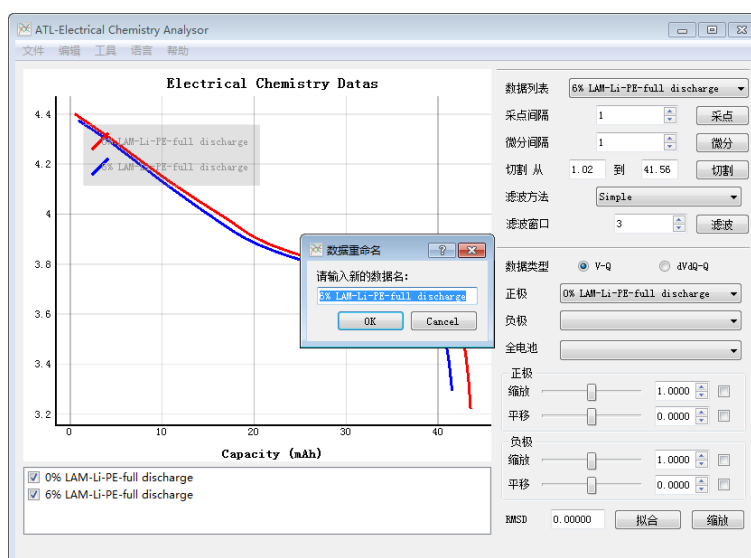 ATL-Electrical Chemistry Analysor
文件 编辑 工具 语言 帮助
Electrical Chemistry Datas
4.4
4.2
4
3.8
3.6
3.4
3.2
0 10 20 30 40
Capacity (mAh)
0% LAM-Li-PE-full discharge
6% LAM-Li-PE-full discharge
数据重命名
请输入新的数据名:
6% LAM-Li-PE-full discharge
OK Cancel
0% LAM-Li-PE-full discharge
6% LAM-Li-PE-full discharge
数据列表 6% LAM-Li-PE-full discharge
采点间隔 1 采点
微分间隔 1 微分
切割 从 1.02 到 41.56 切割
滤波方法 Simple
滤波窗口 3 滤波
数据类型 V-Q dVdQ-Q
正极 0% LAM-Li-PE-full discharge
负极
全电池
正极
缩放 1.0000
平移 0.0000
负极
缩放 1.0000
平移 0.0000
RMSD 0.00000 拟合 缩放